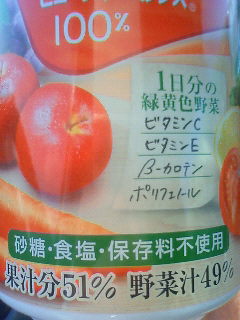 100%
1日分の
緑黄色野菜
ビタミンC
ビタミンE
β-カロテン
ポリフェノール
砂糖・食塩・保存料不使用
果汁分51% 野菜汁49%